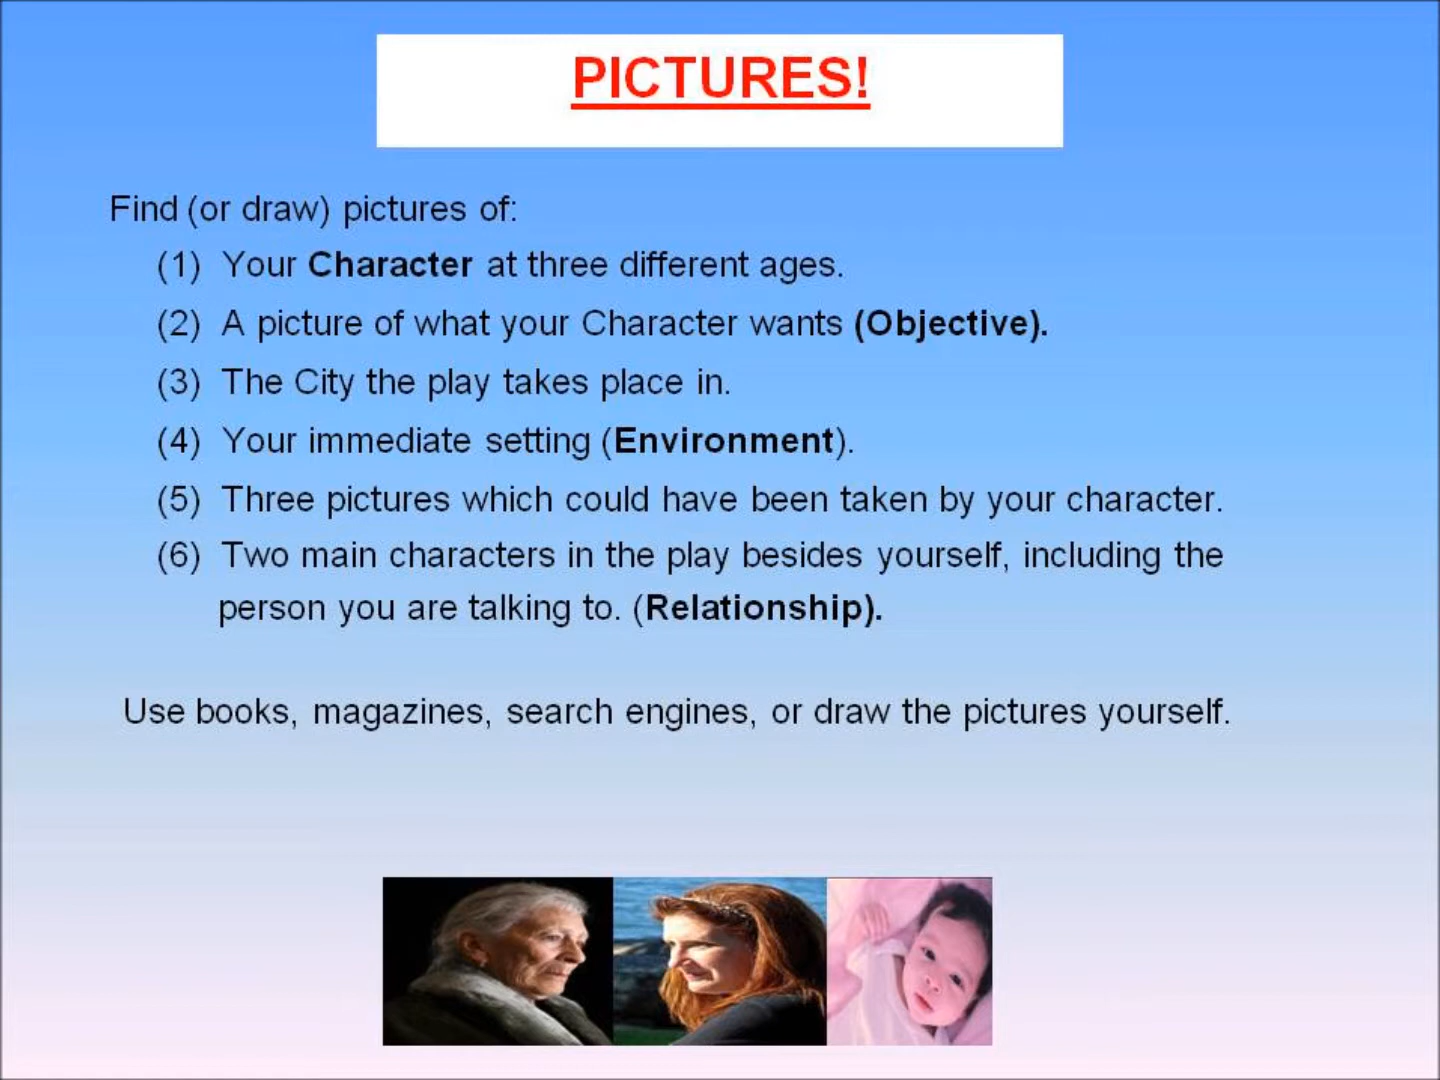 PICTURES!
Find (or draw) pictures of:
(1) Your Character at three different ages.
(2) A picture of what your Character wants (Objective).
(3) The City the play takes place in.
(4) Your immediate setting (Environment).
(5) Three pictures which could have been taken by your character.
(6) Two main characters in the play besides yourself, including the
person you are talking to. (Relationship).
Use books, magazines, search engines, or draw the pictures yourself.